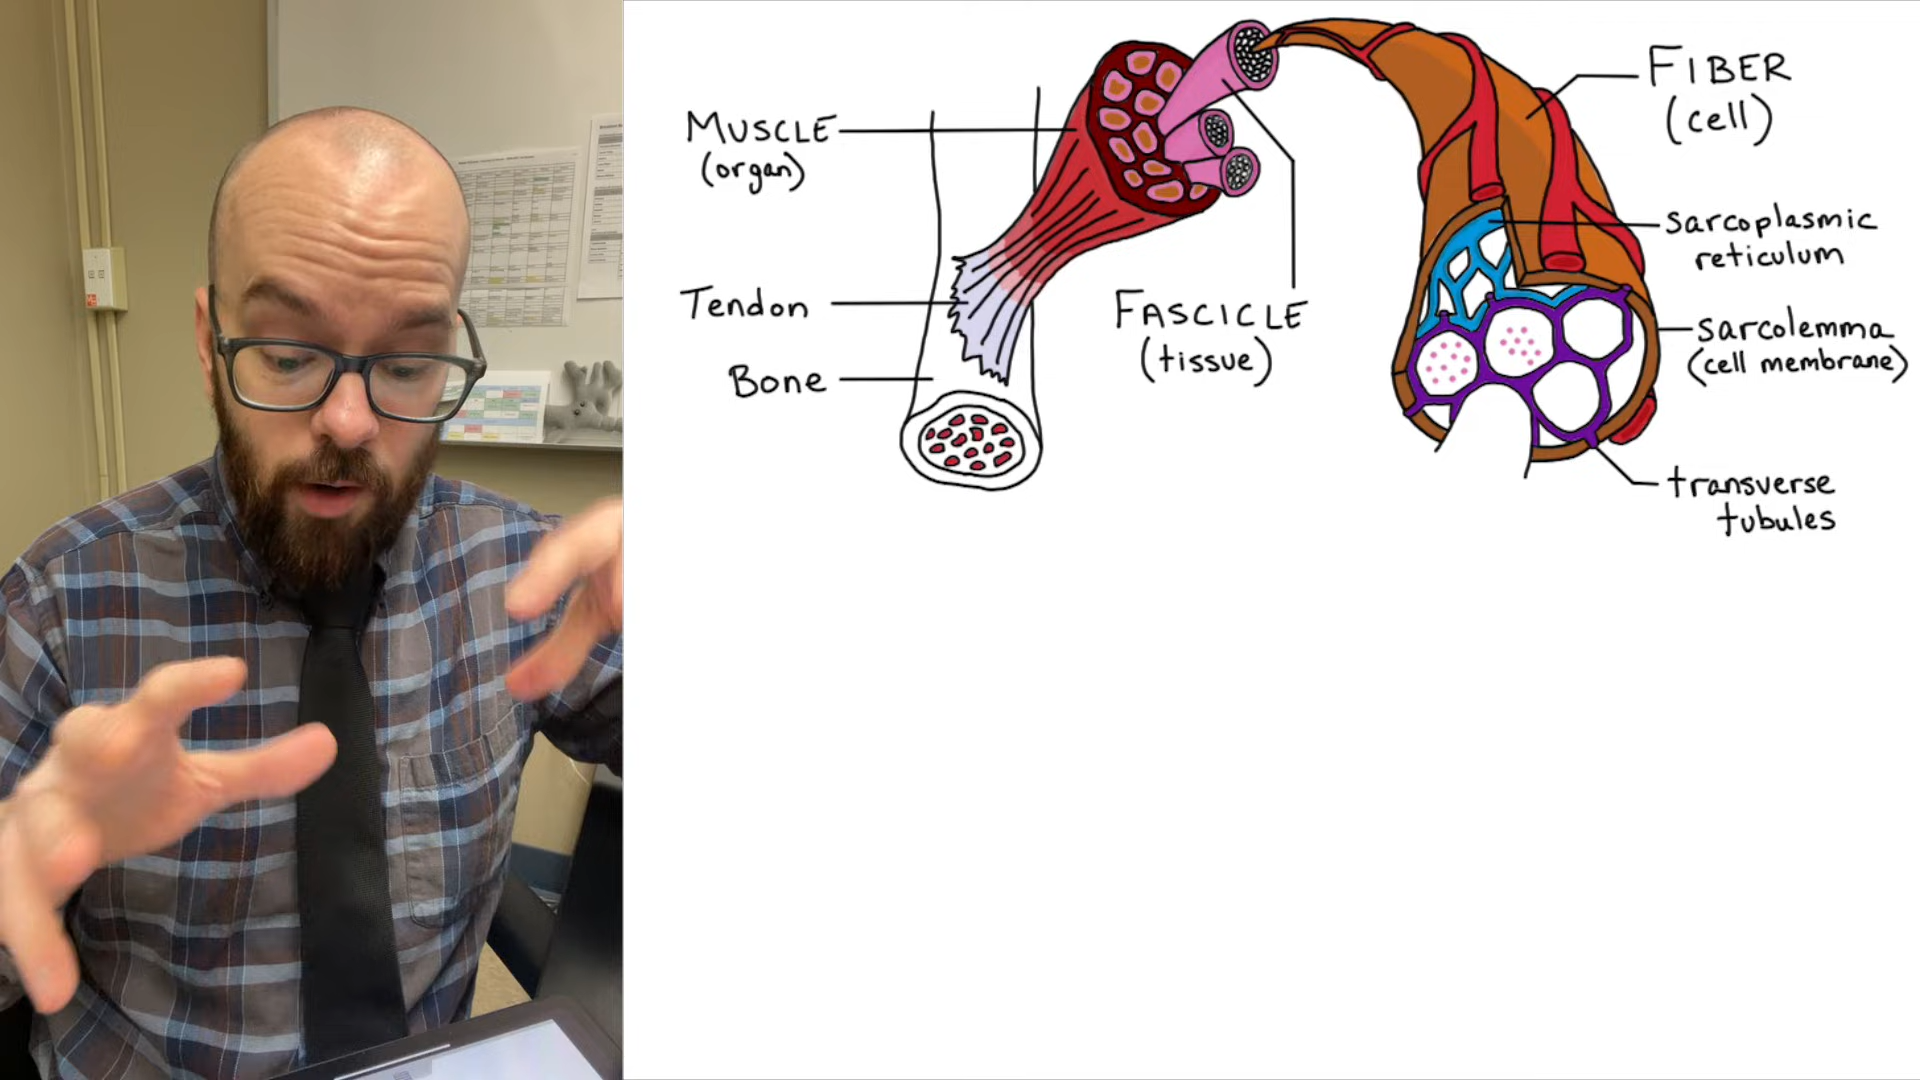 MUSCLE
(organ)
Tendon
Bone
FASCICLE
(tissue)
FIBER
(cell)
sarcoplasmic
reticulum
sarcolemma
(cell membrane)
transverse
tubules